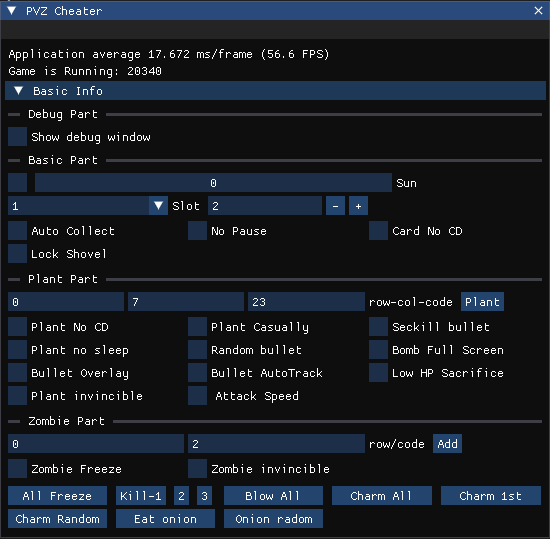 PVZ Cheater
Application average 17.672 ms/frame (56.6 FPS)
Game is Running: 20340
Basic Info
Debug Part
Show debug window
Basic Part
0 Sun
1 Slot 2 - +
Auto Collect No Pause Card No CD
Lock Shovel
Plant Part
0 7 23 row-col-code Plant
Plant No CD Plant Casually Seckill bullet
Plant no sleep Random bullet Bomb Full Screen
Bullet Overlay Bullet AutoTrack Low HP Sacrifice
Plant invincible Attack Speed
Zombie Part
0 2 row/code Add
Zombie Freeze Zombie invincible
All Freeze Kill-1 2 3 Blow All Charm All Charm 1st
Charm Random Eat onion Onion radom